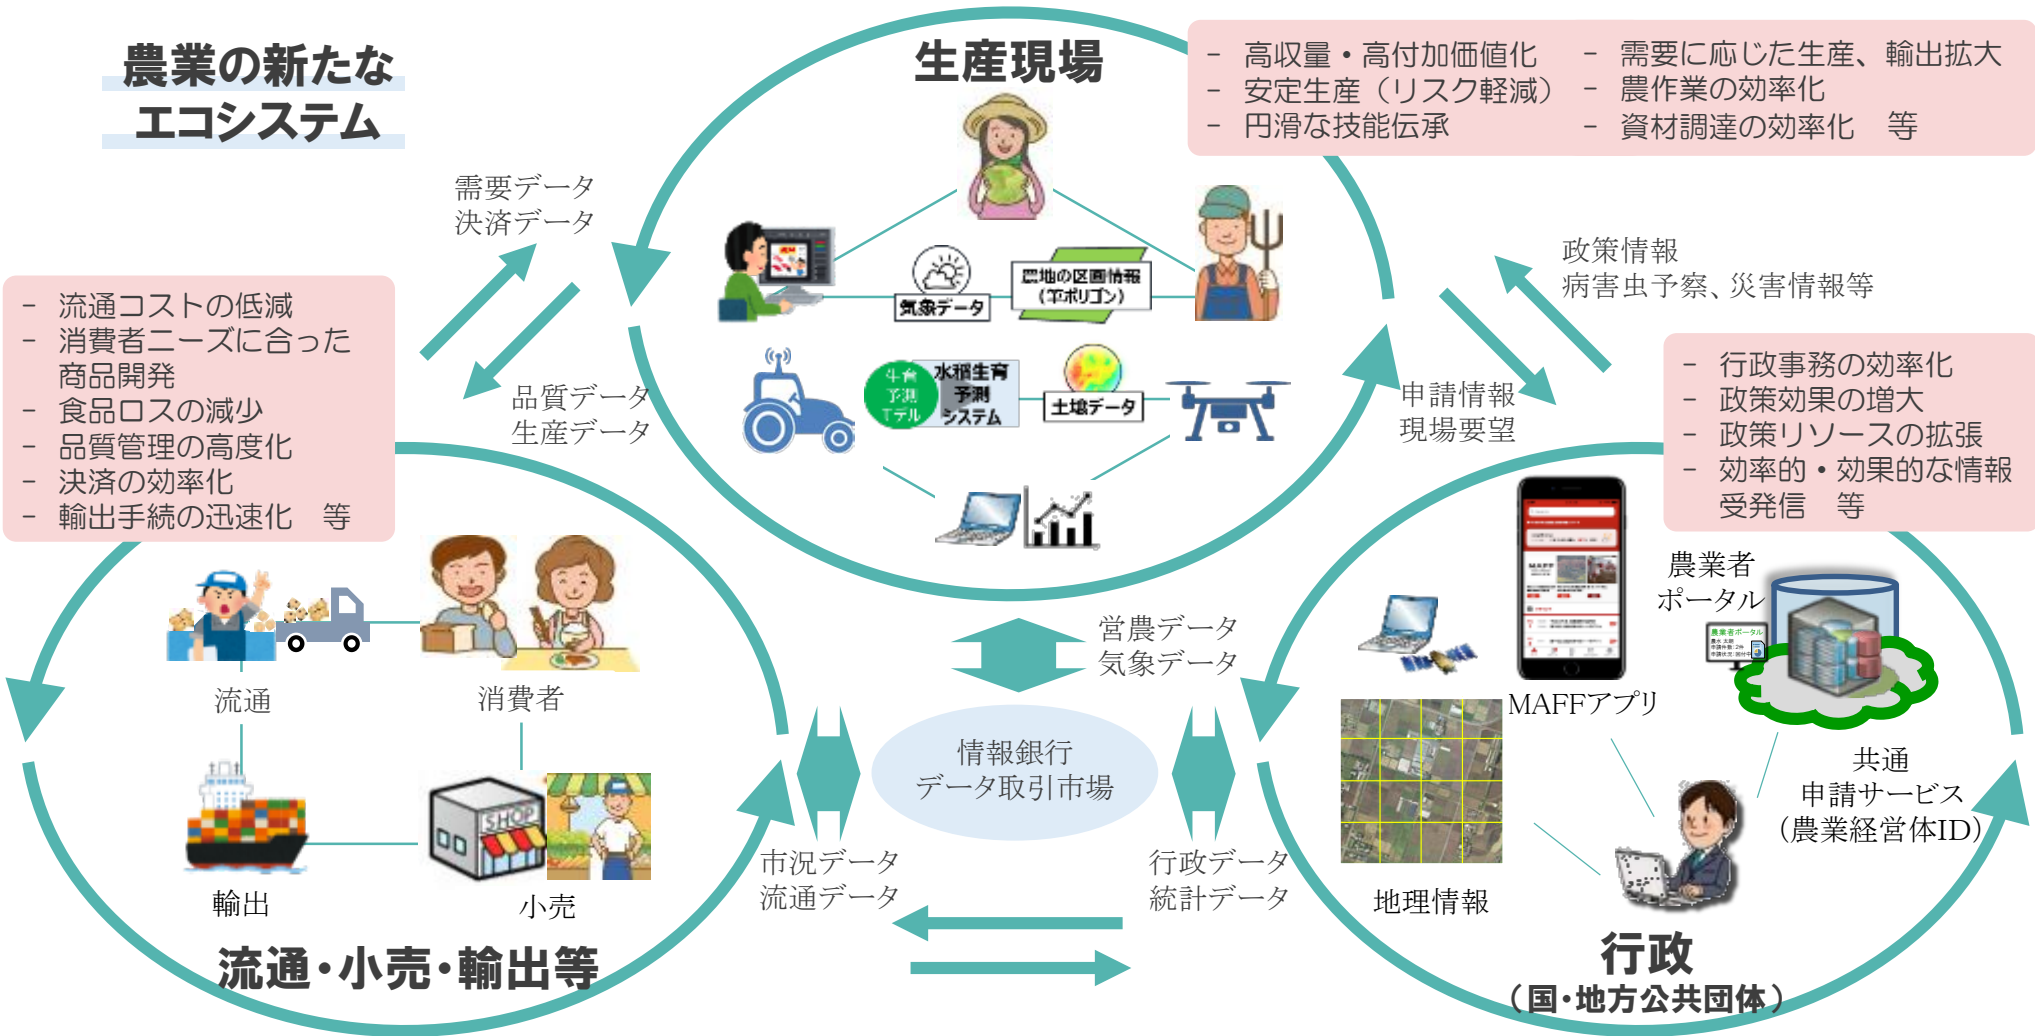 農業の新たな
エコシステム
生産現場
- 高収量・高付加価値化
- 安定生産（リスク軽減）
- 円滑な技能伝承
- 需要に応じた生産、輸出拡大
- 農作業の効率化
- 資材調達の効率化　等
需要データ
決済データ
品質データ
生産データ
気象データ
農地の区画情報
（筆ポリゴン）
生育
予測
モデル
水稲生育
予測
システム
土壌データ
政策情報
病害虫予察、災害情報等
申請情報
現場要望
- 流通コストの低減
- 消費者ニーズに合った
商品開発
- 食品ロスの減少
- 品質管理の高度化
- 決済の効率化
- 輸出手続の迅速化　等
- 行政事務の効率化
- 政策効果の増大
- 政策リソースの拡張
- 効率的・効果的な情報
受発信　等
流通
消費者
輸出
SHOP
小売
流通・小売・輸出等
営農データ
気象データ
情報銀行
データ取引市場
市況データ
流通データ
行政データ
統計データ
MAFF
MAFFアプリ
農業者
ポータル
農業者ポータル
共通
申請サービス
（農業経営体ID）
地理情報
行政
（国・地方公共団体）